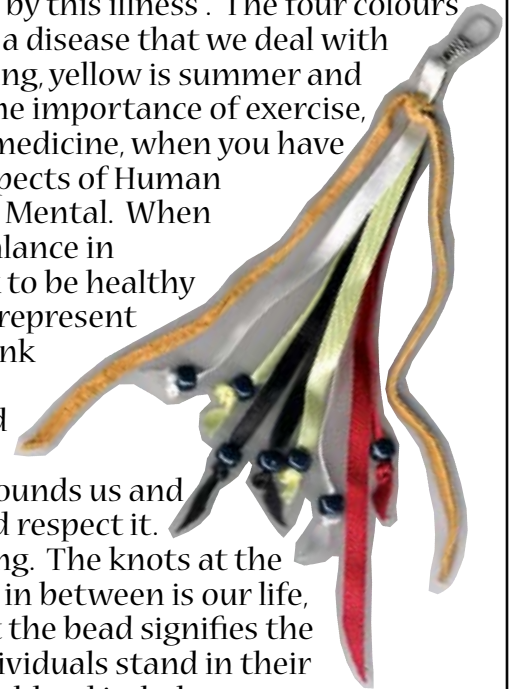 by this illness . The four colours
a disease that we deal with
ng, yellow is summer and
he importance of exercise,
medicine, when you have
pects of Human
Mental. When
alance in
to be healthy
represent
nk
d
ounds us and
d respect it.
ng. The knots at the
in between is our life,
the bead signifies the
ividuals stand in their